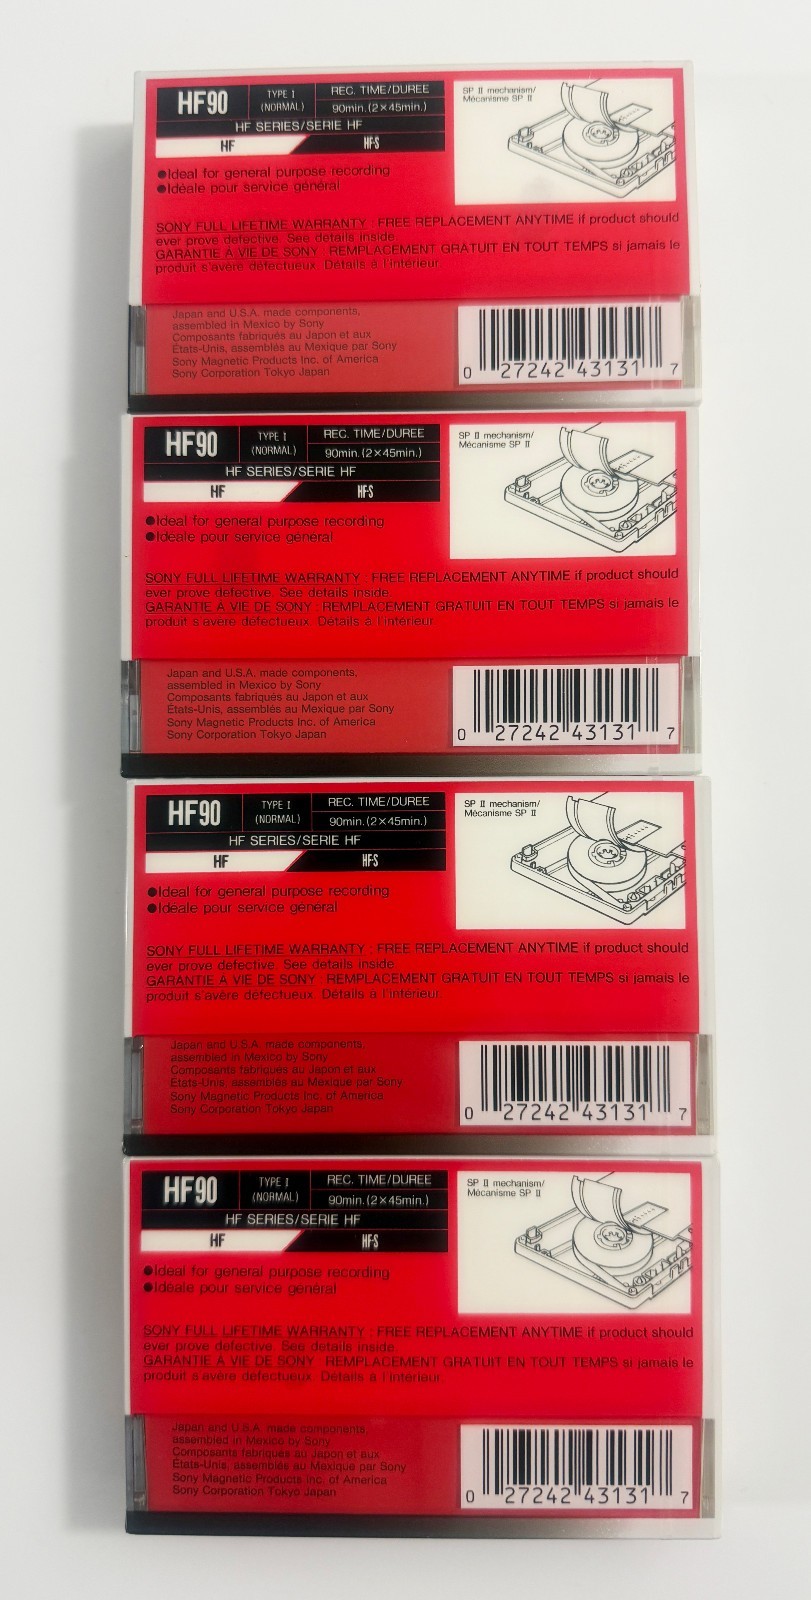 HF90
TYPE I
(NORMAL)
REC. TIME/DUREE
90min.(2×45min.)
HF SERIES/SERIE HF
HF
HF-S
●Ideal for general purpose recording
●Idéale pour service général
SP II mechanism/
Mécanisme SP II
SONY FULL LIFETIME WARRANTY : FREE REPLACEMENT ANYTIME if product should
ever prove defective. See details inside.
GARANTIE À VIE DE SONY : REMPLACEMENT GRATUIT EN TOUT TEMPS si jamais le
produit s'avère défectueux. Détails à l'intérieur.
Japan and U.S.A. made components,
assembled in Mexico by Sony
Composants fabriqués au Japon et aux
États-Unis, assemblés au Mexique par Sony
Sony Magnetic Products Inc. of America
Sony Corporation Tokyo Japan
0 27242 43131 7
HF90
TYPE I
(NORMAL)
REC. TIME/DUREE
90min.(2×45min.)
HF SERIES/SERIE HF
HF
HF-S
●Ideal for general purpose recording
●Idéale pour service général
SP II mechanism/
Mécanisme SP II
SONY FULL LIFETIME WARRANTY : FREE REPLACEMENT ANYTIME if product should
ever prove defective. See details inside.
GARANTIE À VIE DE SONY : REMPLACEMENT GRATUIT EN TOUT TEMPS si jamais le
produit s'avère défectueux. Détails à l'intérieur.
Japan and U.S.A. made components,
assembled in Mexico by Sony
Composants fabriqués au Japon et aux
États-Unis, assemblés au Mexique par Sony
Sony Magnetic Products Inc. of America
Sony Corporation Tokyo Japan
0 27242 43131 7
HF90
TYPE I
(NORMAL)
REC. TIME/DUREE
90min.(2×45min.)
HF SERIES/SERIE HF
HF
HF-S
●Ideal for general purpose recording
●Idéale pour service général
SP II mechanism/
Mécanisme SP II
SONY FULL LIFETIME WARRANTY : FREE REPLACEMENT ANYTIME if product should
ever prove defective. See details inside.
GARANTIE À VIE DE SONY : REMPLACEMENT GRATUIT EN TOUT TEMPS si jamais le
produit s'avère défectueux. Détails à l'intérieur.
Japan and U.S.A. made components,
assembled in Mexico by Sony
Composants fabriqués au Japon et aux
États-Unis, assemblés au Mexique par Sony
Sony Magnetic Products Inc. of America
Sony Corporation Tokyo Japan
0 27242 43131 7
HF90
TYPE I
(NORMAL)
REC. TIME/DUREE
90min.(2×45min.)
HF SERIES/SERIE HF
HF
HF-S
●Ideal for general purpose recording
●Idéale pour service général
SP II mechanism/
Mécanisme SP II
SONY FULL LIFETIME WARRANTY : FREE REPLACEMENT ANYTIME if product should
ever prove defective. See details inside.
GARANTIE À VIE DE SONY : REMPLACEMENT GRATUIT EN TOUT TEMPS si jamais le
produit s'avère défectueux. Détails à l'intérieur.
Japan and U.S.A. made components,
assembled in Mexico by Sony
Composants fabriqués au Japon et aux
États-Unis, assemblés au Mexique par Sony
Sony Magnetic Products Inc. of America
Sony Corporation Tokyo Japan
0 27242 43131 7